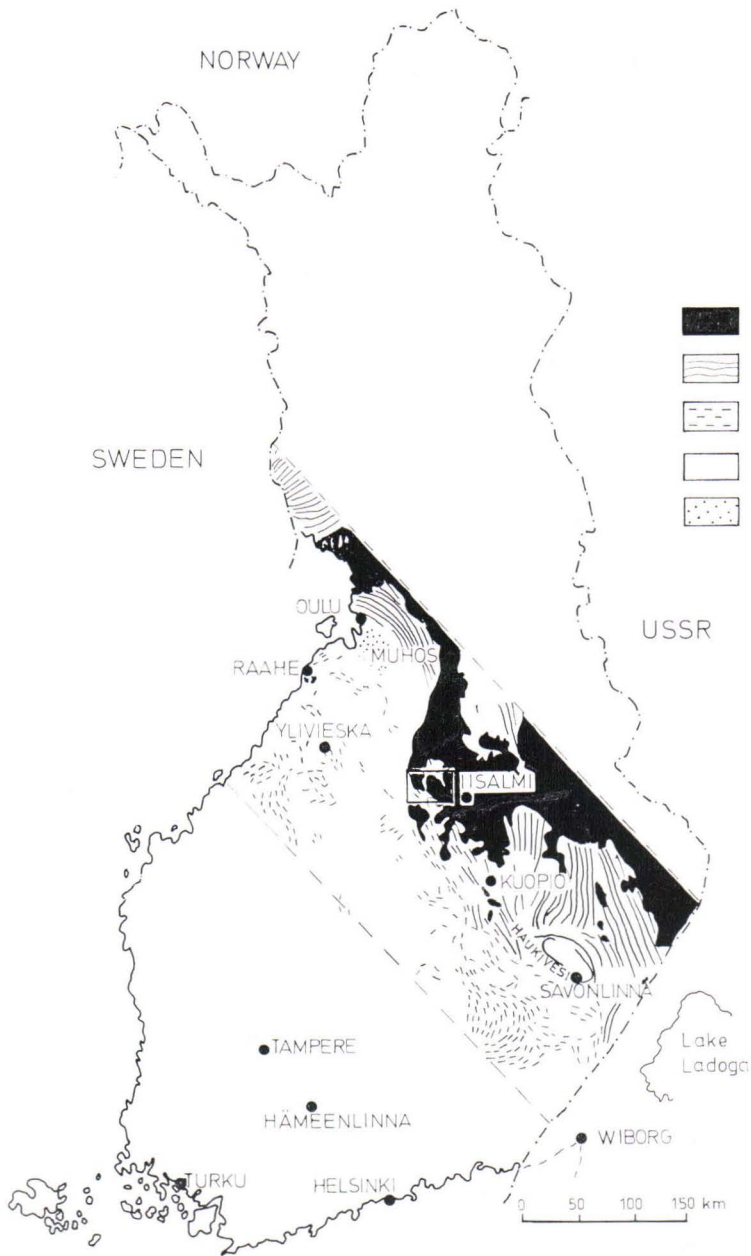 NORWAY
SWEDEN
OULU
USSR
MUHOS
RAAHE
YLIVIESKA
IISALMI
KUOPIO
HAUKIVESI
SAVONLINNA
Lake
Ladoga
TAMPERE
HÄMEENLINNA
WIBORG
TURKU
HELSINKI
0 50 100 150 km